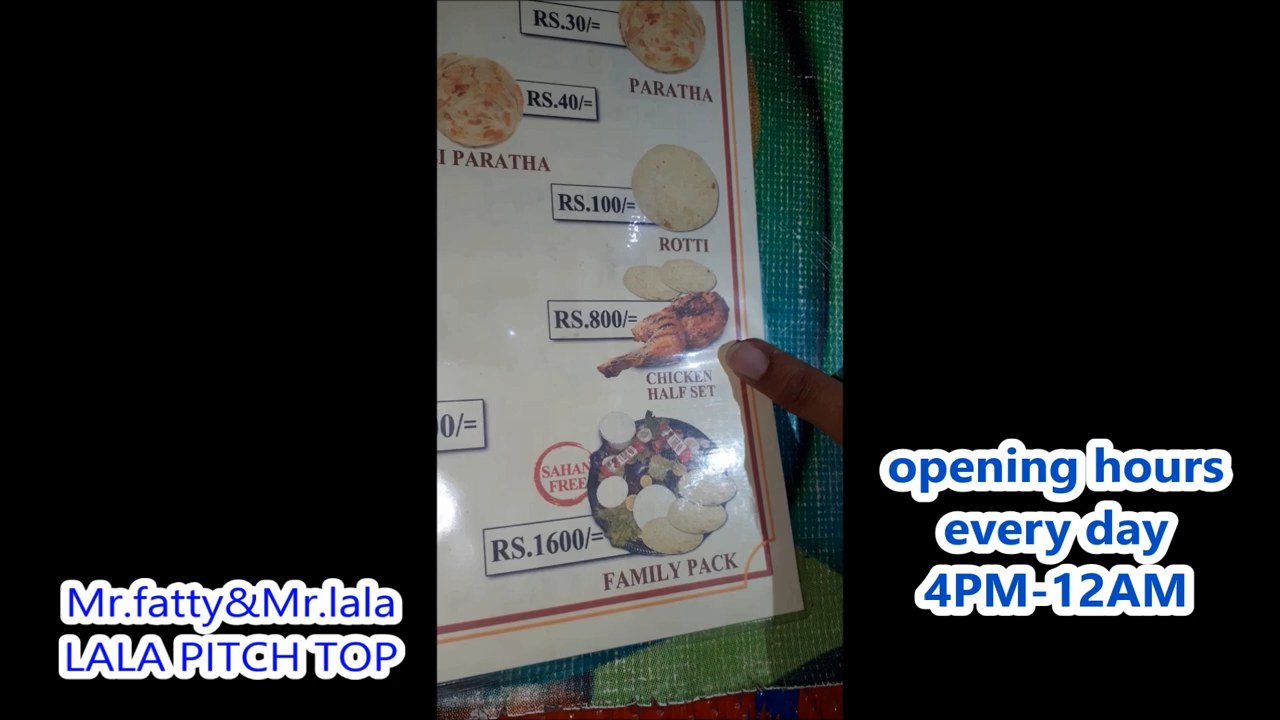 RS.30/=
PARATHA
RS.40/=
I PARATHA
RS.100/=
ROTTI
RS.800/=
CHICKEN
HALF SET
0/=
SAHAN
FREE
RS.1600/=
FAMILY PACK
Mr.fatty&Mr.lala
LALA PITCH TOP
opening hours
every day
4PM-12AM